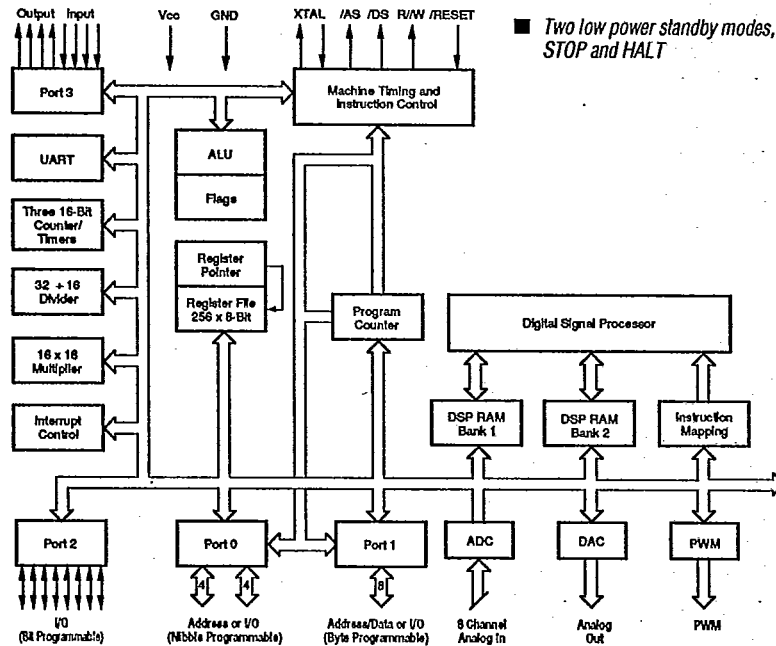 Output Input Vcc GND XTAL /AS /DS R//W /RESET
■ Two low power standby modes,
STOP and HALT
Port 3
Machine Timing and
Instruction Control
UART
ALU
Flags
Three 16-Bit
Counter/
Timers
Register
Pointer
Register File
256 x 8-Bit
32 ÷ 16
Divider
Program
Counter
Digital Signal Processor
16 x 16
Multiplier
Interrupt
Control
DSP RAM
Bank 1
DSP RAM
Bank 2
Instruction
Mapping
Port 2
Port 0
Port 1
ADC
DAC
PWM
4 4 8
I/O
(Bit Programmable)
Address or I/O
(Nibble Programmable)
Address/Data or I/O
(Byte Programmable)
8 Channel
Analog In
Analog
Out
PWM